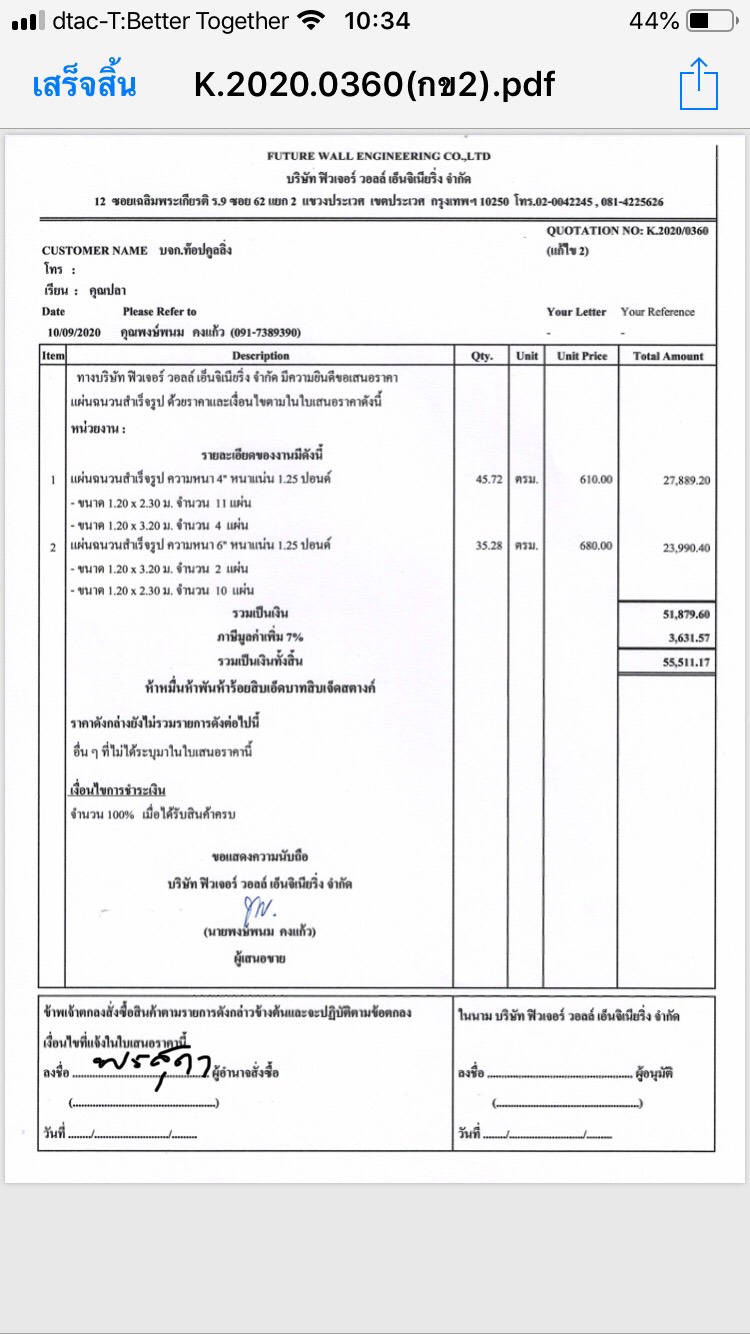 dtac-T:Better Together 10:34 44%
เสร็จสิ้น K.2020.0360(กข2).pdf
FUTURE WALL ENGINEERING CO.,LTD
บริษัท ฟิวเจอร์ วอลล์ เอ็นจิเนียริ่ง จำกัด
12 ซอยเฉลิมพระเกียรติ ร.9 ซอย 62 แยก 2 แขวงประเวศ เขตประเวศ กรุงเทพฯ 10250 โทร.02-0042245 , 081-4225626
QUOTATION NO: K.2020/0360
CUSTOMER NAME บจก.ท๊อปคูลลิ่ง (แก้ไข 2)
โทร :
เรียน : คุณปลา
Date Please Refer to Your Letter Your Reference
10/09/2020 คุณพงษ์พนม คงแก้ว (091-7389390) - -
Item Description Qty. Unit Unit Price Total Amount
ทางบริษัท ฟิวเจอร์ วอลล์ เอ็นจิเนียริ่ง จำกัด มีความยินดีขอเสนอราคา
แผ่นฉนวนสำเร็จรูป ด้วยราคาและเงื่อนไขตามในใบเสนอราคาดังนี้
หน่วยงาน :
รายละเอียดของงานมีดังนี้
1 แผ่นฉนวนสำเร็จรูป ความหนา 4" หนาแน่น 1.25 ปอนด์ 45.72 ตรม. 610.00 27,889.20
- ขนาด 1.20 x 2.30 ม. จำนวน 11 แผ่น
- ขนาด 1.20 x 3.20 ม. จำนวน 4 แผ่น
2 แผ่นฉนวนสำเร็จรูป ความหนา 6" หนาแน่น 1.25 ปอนด์ 35.28 ตรม. 680.00 23,990.40
- ขนาด 1.20 x 3.20 ม. จำนวน 2 แผ่น
- ขนาด 1.20 x 2.30 ม. จำนวน 10 แผ่น
รวมเป็นเงิน 51,879.60
ภาษีมูลค่าเพิ่ม 7% 3,631.57
รวมเป็นเงินทั้งสิ้น 55,511.17
ห้าหมื่นห้าพันห้าร้อยสิบเอ็ดบาทสิบเจ็ดสตางค์
ราคาดังกล่าวยังไม่รวมรายการดังต่อไปนี้
อื่น ๆ ที่ไม่ได้ระบุมาในใบเสนอราคานี้
เงื่อนไขการชำระเงิน
จำนวน 100% เมื่อได้รับสินค้าครบ
ขอแสดงความนับถือ
บริษัท ฟิวเจอร์ วอลล์ เอ็นจิเนียริ่ง จำกัด
(นายพงษ์พนม คงแก้ว)
ผู้เสนอขาย
ข้าพเจ้าตกลงสั่งซื้อสินค้าตามรายการดังกล่าวข้างต้นและจะปฏิบัติตามข้อตกลง
เงื่อนไขที่แจ้งในใบเสนอราคานี้
ลงชื่อ พรสุดา ผู้อำนาจสั่งซื้อ
(..........................................)
วันที่ ......./......................../........
ในนาม บริษัท ฟิวเจอร์ วอลล์ เอ็นจิเนียริ่ง จำกัด
ลงชื่อ .......................................... ผู้อนุมัติ
(..........................................)
วันที่ ......./......................../........